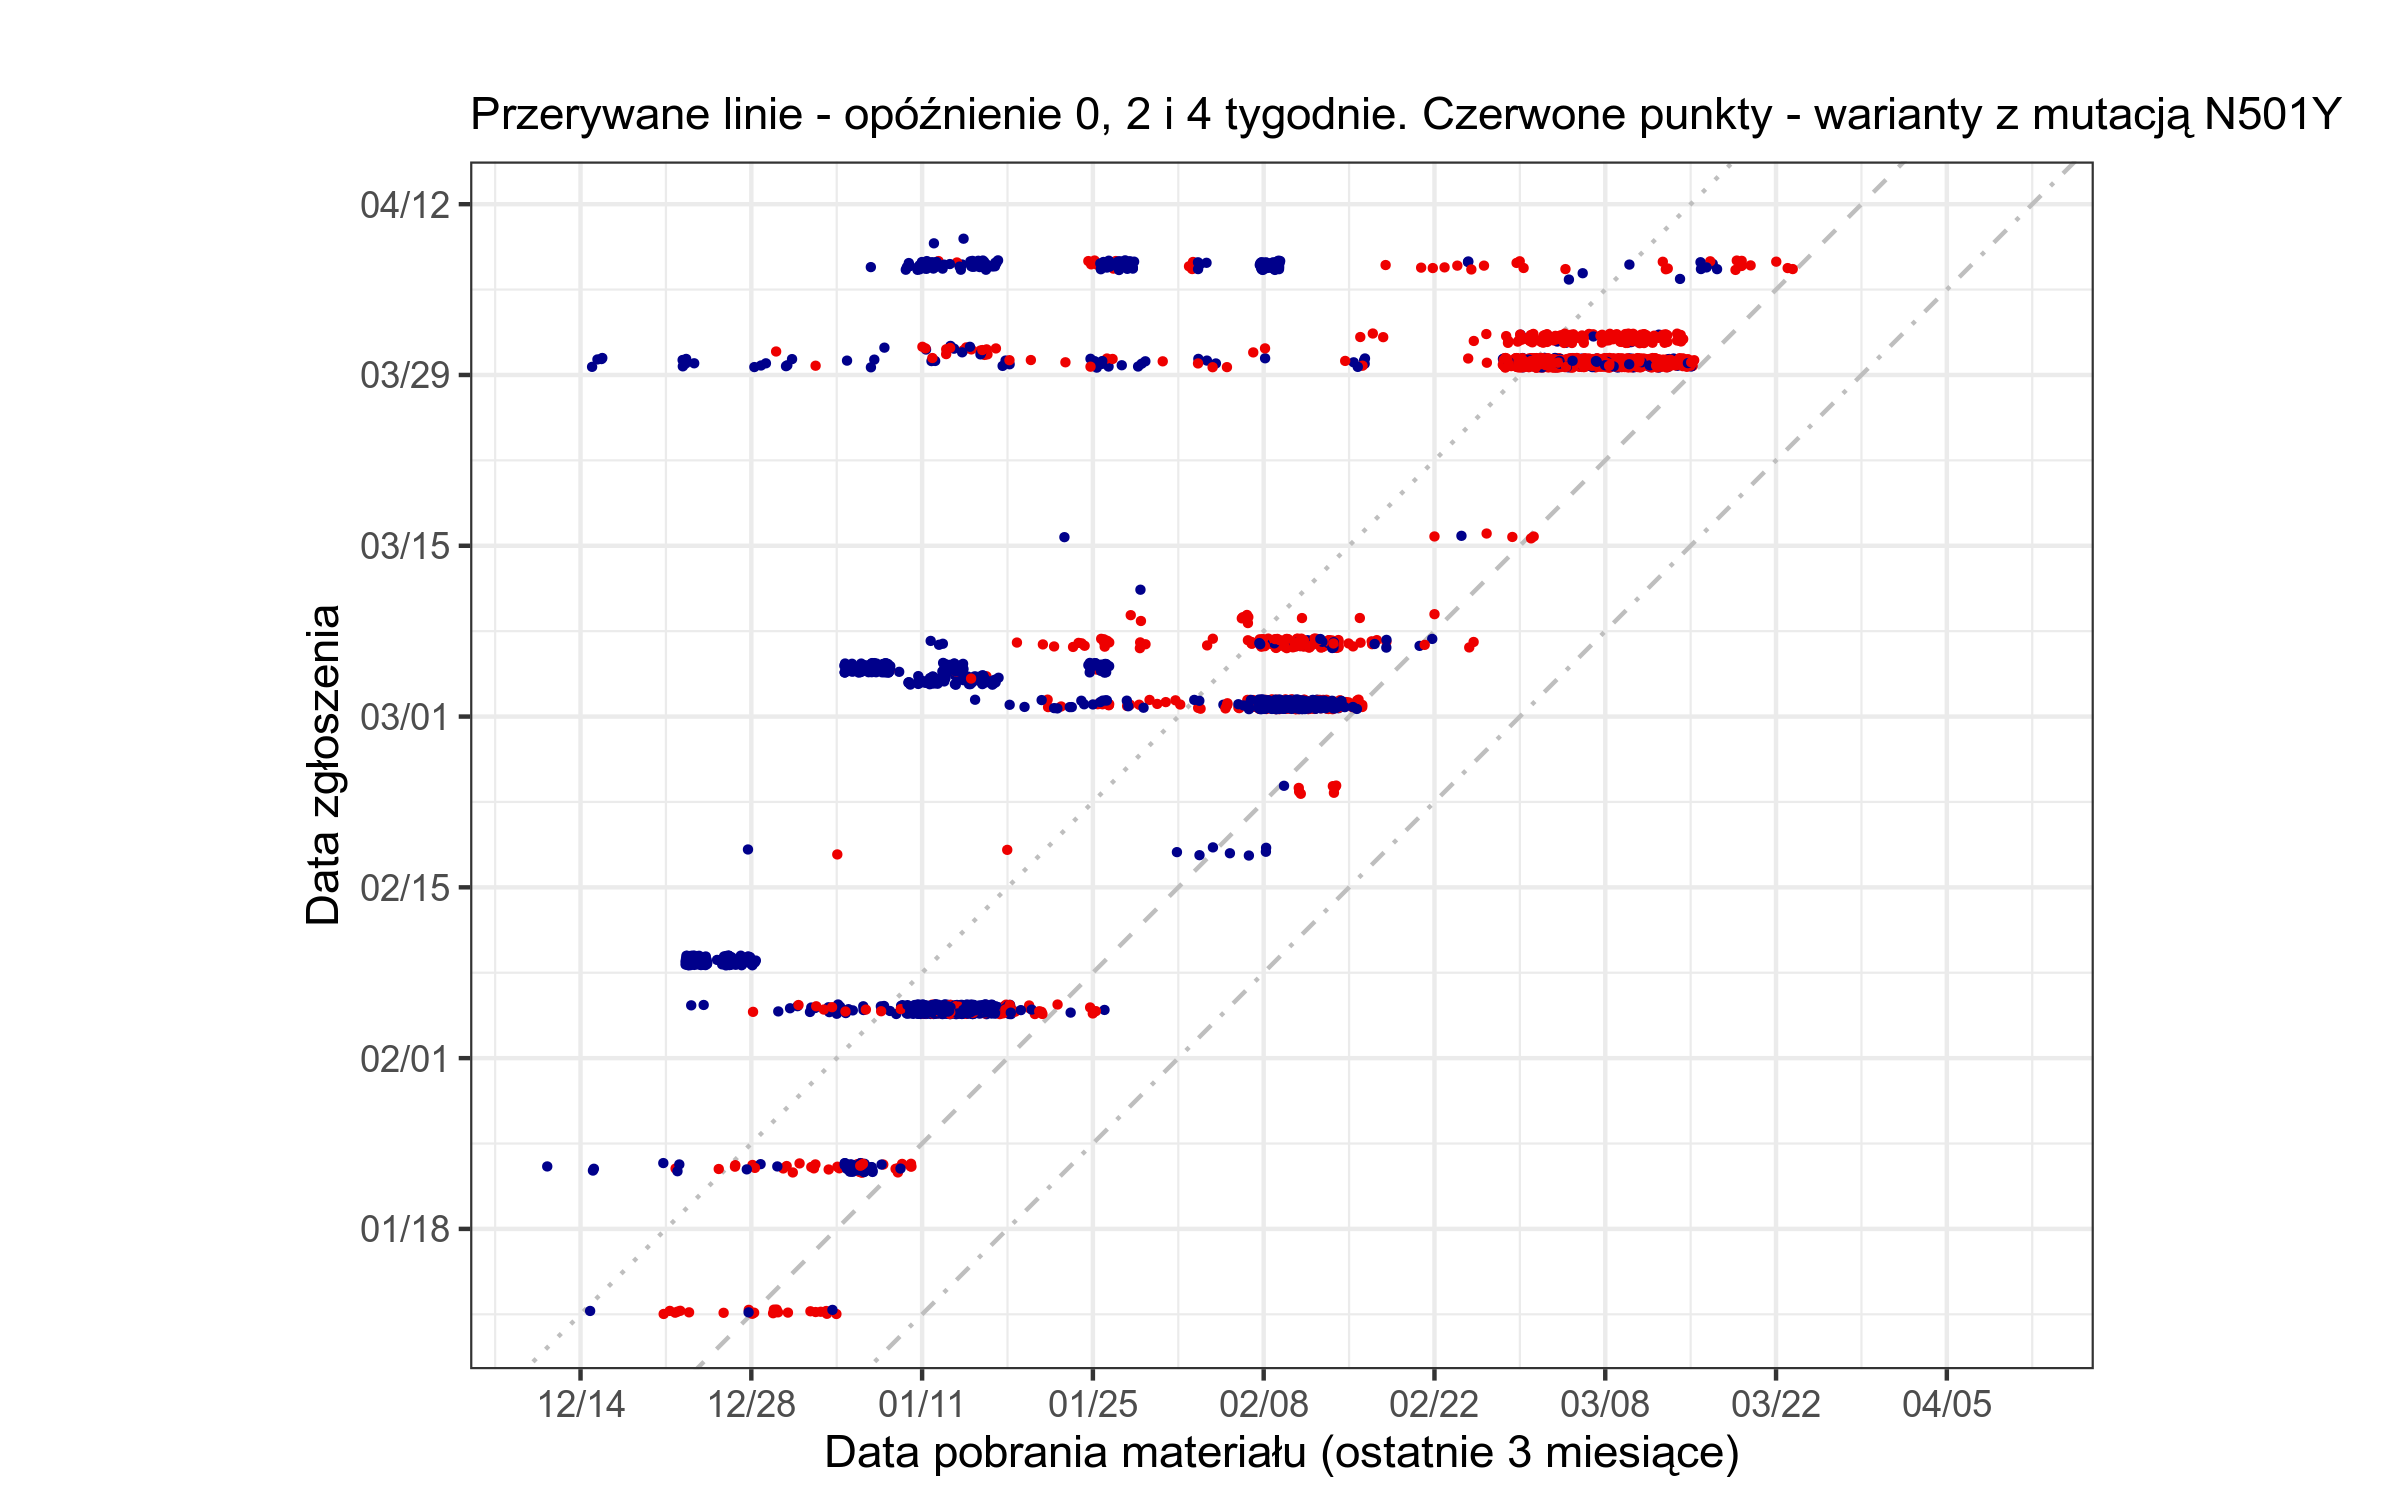 Przerywane linie - opóźnienie 0, 2 i 4 tygodnie. Czerwone punkty - warianty z mutacją N501Y
Data zgłoszenia
04/12
03/29
03/15
03/01
02/15
02/01
01/18
12/14 12/28 01/11 01/25 02/08 02/22 03/08 03/22 04/05
Data pobrania materiału (ostatnie 3 miesiące)